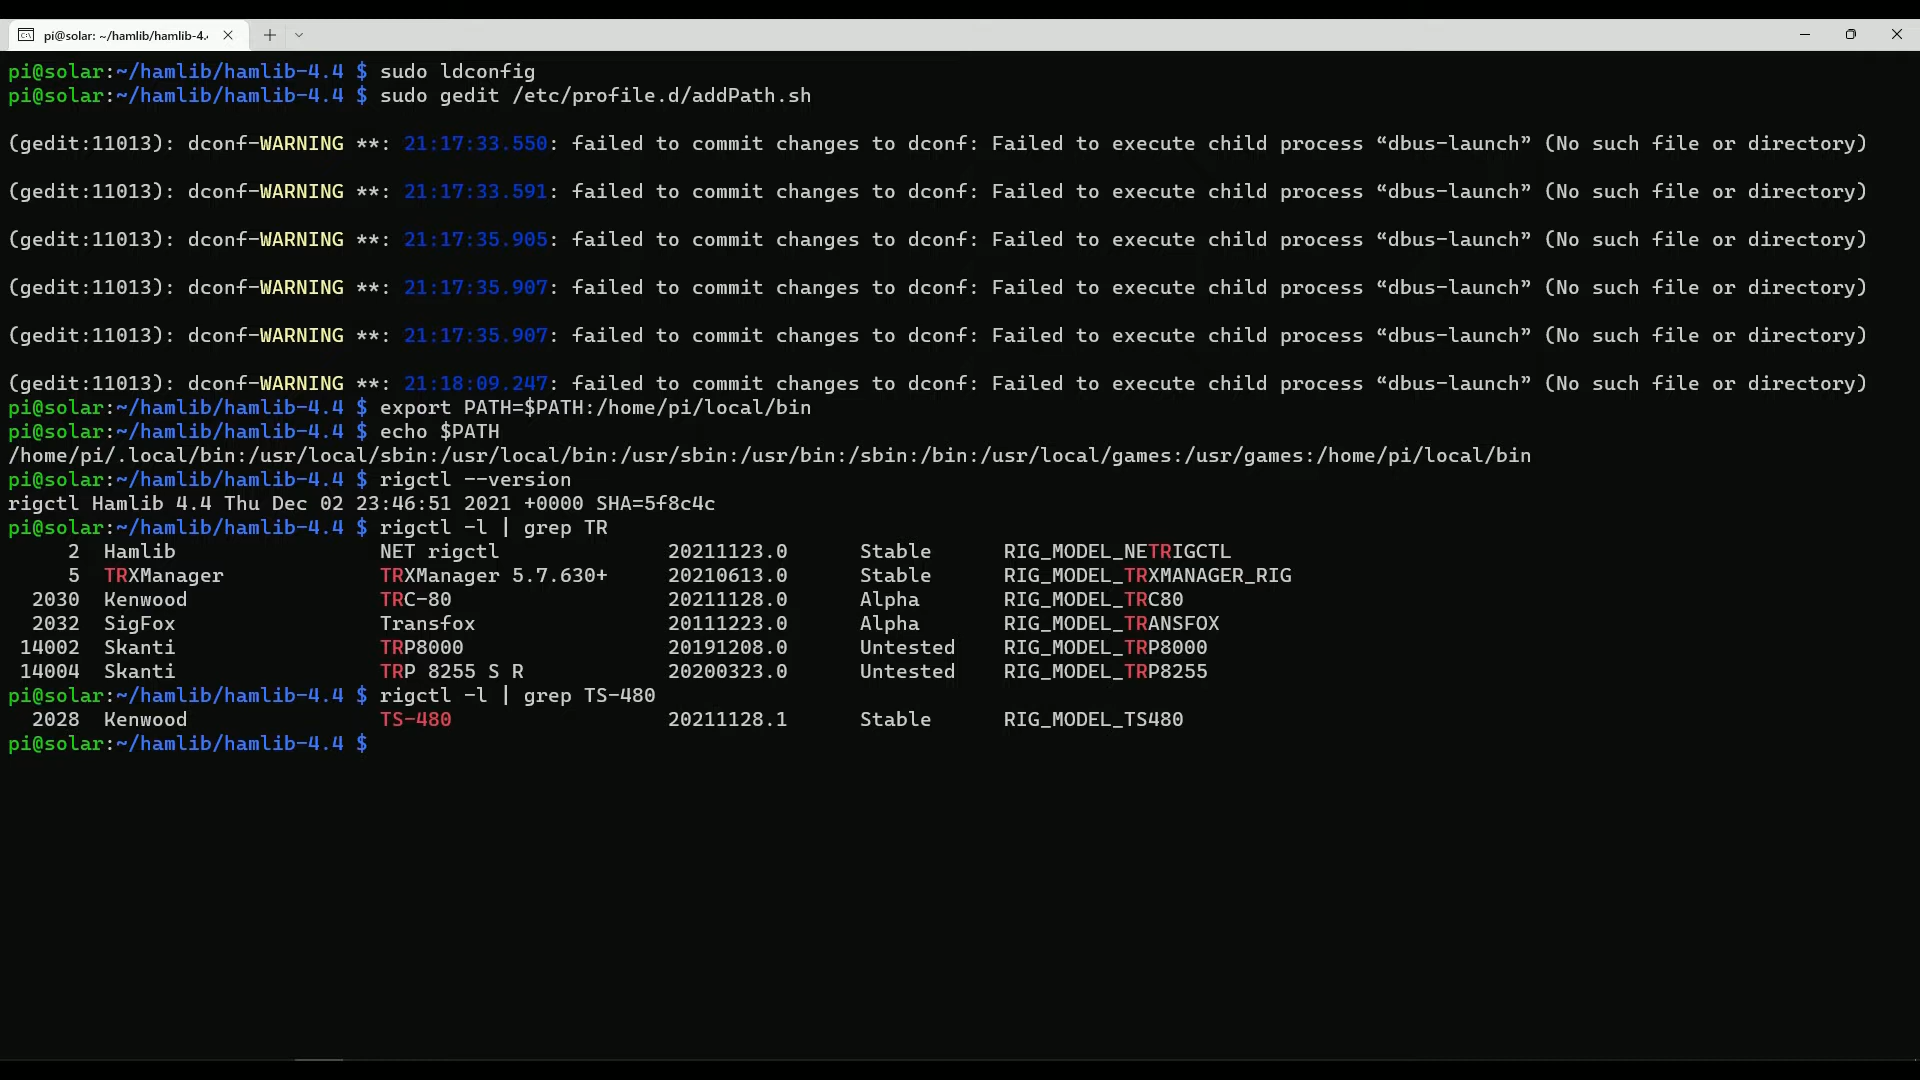 pi@solar: ~/hamlib/hamlib-4.
pi@solar:~/hamlib/hamlib-4.4 $ sudo ldconfig
pi@solar:~/hamlib/hamlib-4.4 $ sudo gedit /etc/profile.d/addPath.sh
(gedit:11013): dconf-WARNING **: 21:17:33.550: failed to commit changes to dconf: Failed to execute child process “dbus-launch” (No such file or directory)
(gedit:11013): dconf-WARNING **: 21:17:33.591: failed to commit changes to dconf: Failed to execute child process “dbus-launch” (No such file or directory)
(gedit:11013): dconf-WARNING **: 21:17:35.905: failed to commit changes to dconf: Failed to execute child process “dbus-launch” (No such file or directory)
(gedit:11013): dconf-WARNING **: 21:17:35.907: failed to commit changes to dconf: Failed to execute child process “dbus-launch” (No such file or directory)
(gedit:11013): dconf-WARNING **: 21:17:35.907: failed to commit changes to dconf: Failed to execute child process “dbus-launch” (No such file or directory)
(gedit:11013): dconf-WARNING **: 21:18:09.247: failed to commit changes to dconf: Failed to execute child process “dbus-launch” (No such file or directory)
pi@solar:~/hamlib/hamlib-4.4 $ export PATH=$PATH:/home/pi/local/bin
pi@solar:~/hamlib/hamlib-4.4 $ echo $PATH
/home/pi/.local/bin:/usr/local/sbin:/usr/local/bin:/usr/sbin:/usr/bin:/sbin:/bin:/usr/local/games:/usr/games:/home/pi/local/bin
pi@solar:~/hamlib/hamlib-4.4 $ rigctl --version
rigctl Hamlib 4.4 Thu Dec 02 23:46:51 2021 +0000 SHA=5f8c4c
pi@solar:~/hamlib/hamlib-4.4 $ rigctl -l | grep TR
2 Hamlib NET rigctl 20211123.0 Stable RIG_MODEL_NETRIGCTL
5 TRXManager TRXManager 5.7.630+ 20210613.0 Stable RIG_MODEL_TRXMANAGER_RIG
2030 Kenwood TRC-80 20211128.0 Alpha RIG_MODEL_TRC80
2032 SigFox Transfox 20111223.0 Alpha RIG_MODEL_TRANSFOX
14002 Skanti TRP8000 20191208.0 Untested RIG_MODEL_TRP8000
14004 Skanti TRP 8255 S R 20200323.0 Untested RIG_MODEL_TRP8255
pi@solar:~/hamlib/hamlib-4.4 $ rigctl -l | grep TS-480
2028 Kenwood TS-480 20211128.1 Stable RIG_MODEL_TS480
pi@solar:~/hamlib/hamlib-4.4 $